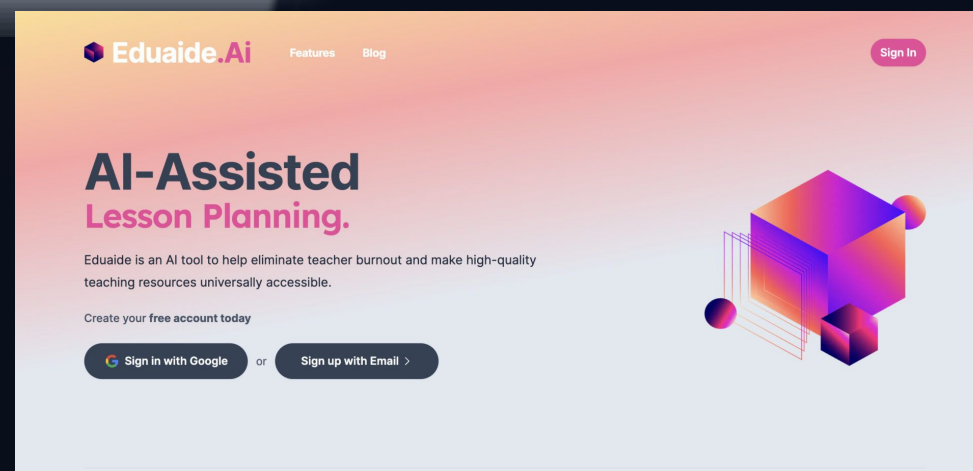 Eduaide.Ai
Features
Blog
Sign In
AI-Assisted
Lesson Planning.
Eduaide is an AI tool to help eliminate teacher burnout and make high-quality
teaching resources universally accessible.
Create your free account today
Sign in with Google
or
Sign up with Email >